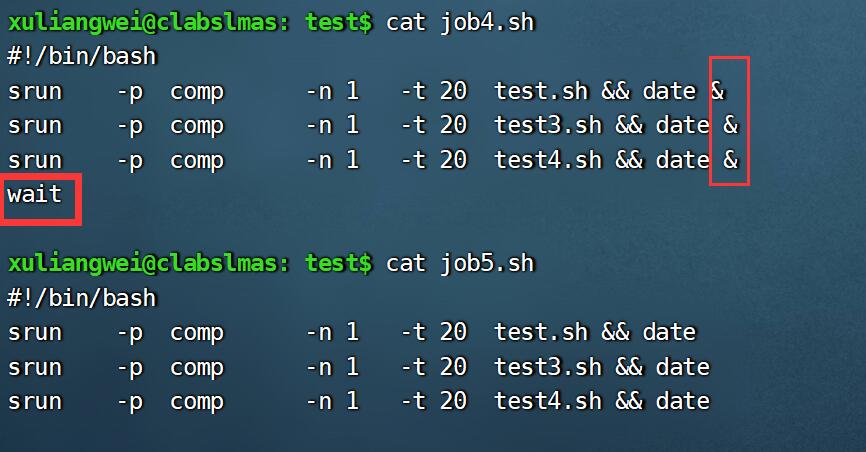 xuliangwei@clabslmas: test$ cat job4.sh
#!/bin/bash
srun    -p  comp      -n 1   -t 20  test.sh && date &
srun    -p  comp      -n 1   -t 20  test3.sh && date &
srun    -p  comp      -n 1   -t 20  test4.sh && date &
wait
xuliangwei@clabslmas: test$ cat job5.sh
#!/bin/bash
srun    -p  comp      -n 1   -t 20  test.sh && date
srun    -p  comp      -n 1   -t 20  test3.sh && date
srun    -p  comp      -n 1   -t 20  test4.sh && date